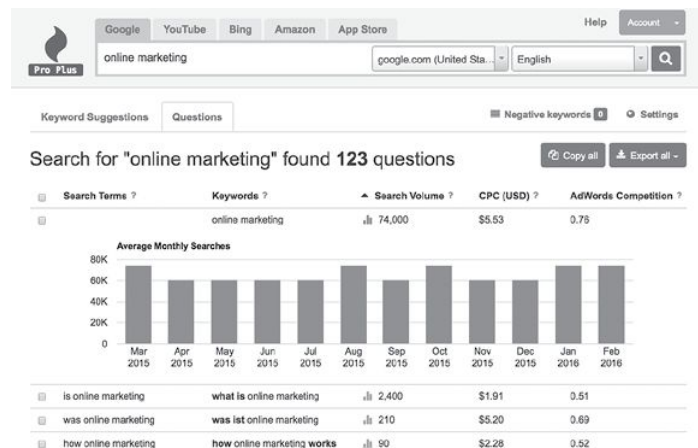 Google YouTube Bing Amazon App Store Help Account
Pro Plus
online marketing google.com (United Sta... English
Keyword Suggestions Questions Negative keywords 0 Settings
Search for "online marketing" found 123 questions Copy all Export all
Search Terms ? Keywords ? Search Volume ? CPC (USD) ? AdWords Competition ?
online marketing 74,000 $5.53 0.76
Average Monthly Searches
80K
60K
40K
20K
0
Mar Apr May Jun Jul Aug Sep Oct Nov Dec Jan Feb
2015 2015 2015 2015 2015 2015 2015 2015 2015 2015 2016 2016
is online marketing what is online marketing 2,400 $1.91 0.51
was online marketing was ist online marketing 210 $5.20 0.69
how online marketing how online marketing works 90 $2.28 0.52